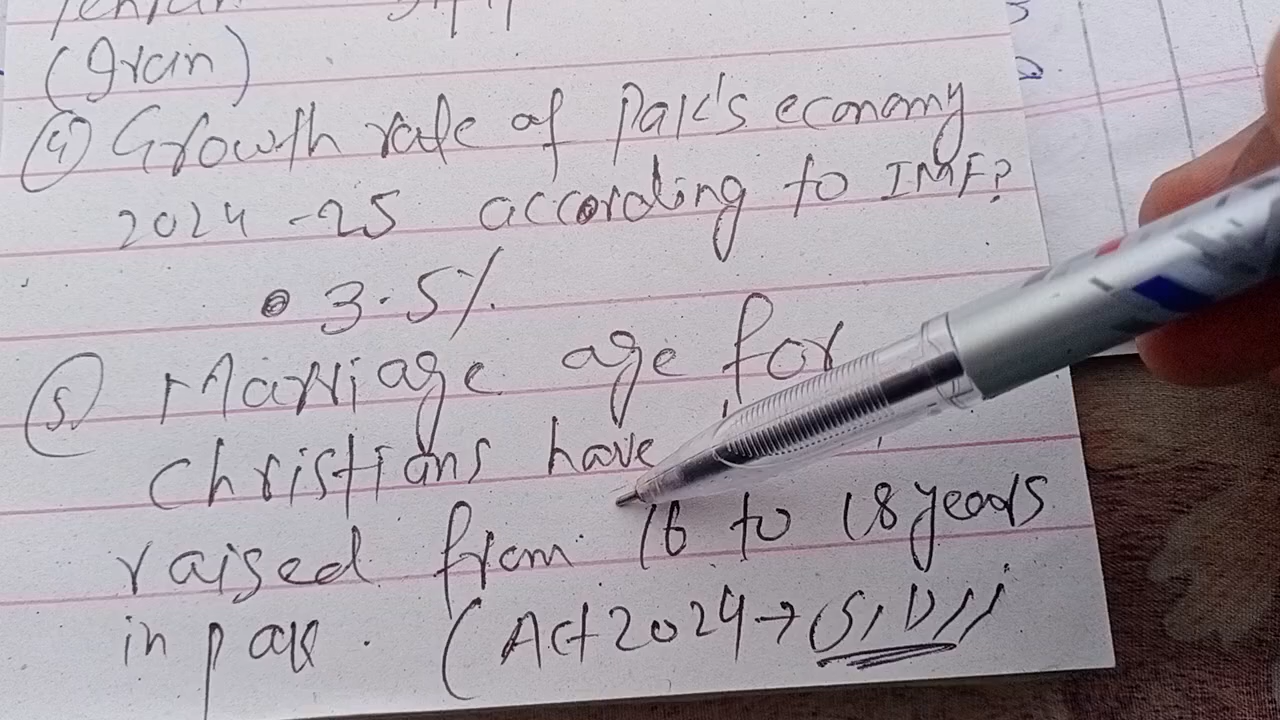 (grain)
(4) Growth rate of Pak's economy
2024-25 according to IMF?
• 3.5%
(5) Marriage age for
christians have
raised from 16 to 18 years
in pak. (Act 2024→